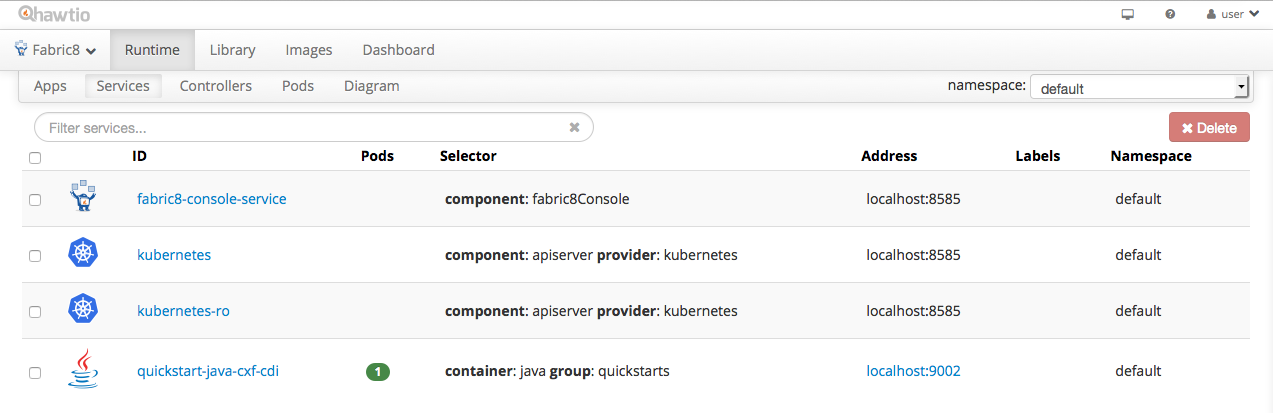 hawtio user
Fabric8 Runtime Library Images Dashboard
Apps Services Controllers Pods Diagram namespace: default
Filter services... Delete
ID Pods Selector Address Labels Namespace
fabric8-console-service component: fabric8Console localhost:8585 default
kubernetes component: apiserver provider: kubernetes localhost:8585 default
kubernetes-ro component: apiserver provider: kubernetes localhost:8585 default
quickstart-java-cxf-cdi 1 container: java group: quickstarts localhost:9002 default